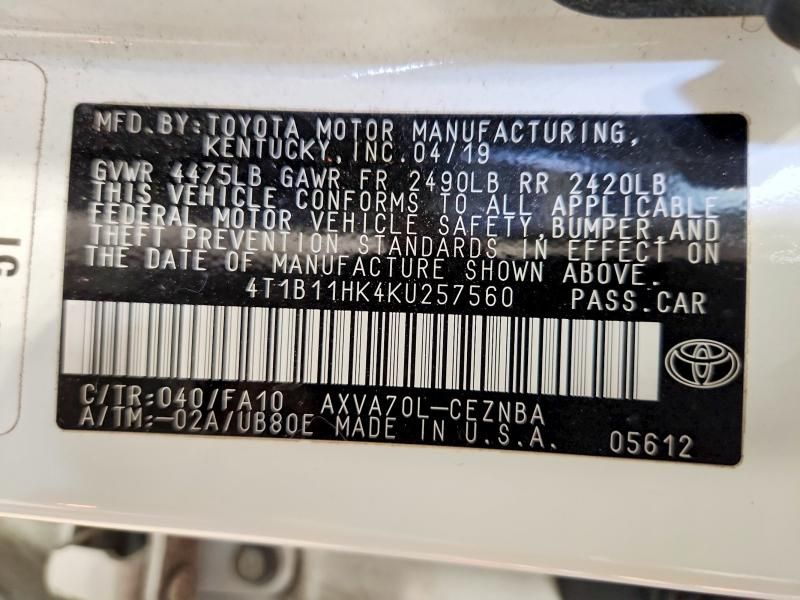 MFD.BY:TOYOTA MOTOR MANUFACTURING,
KENTUCKY,INC.04/19
GVWR 4475LB GAWR FR 2490LB RR 2420LB
THIS VEHICLE CONFORMS TO ALL APPLICABLE
FEDERAL MOTOR VEHICLE SAFETY,BUMPER,AND
THEFT PREVENTION STANDARDS IN EFFECT ON
THE DATE OF MANUFACTURE SHOWN ABOVE.
4T1B11HK4KU257560 PASS.CAR
C/TR:040/FA10 AXVA70L-CEZNBA
A/TM:-02A/UB80E MADE IN U.S.A. 05612